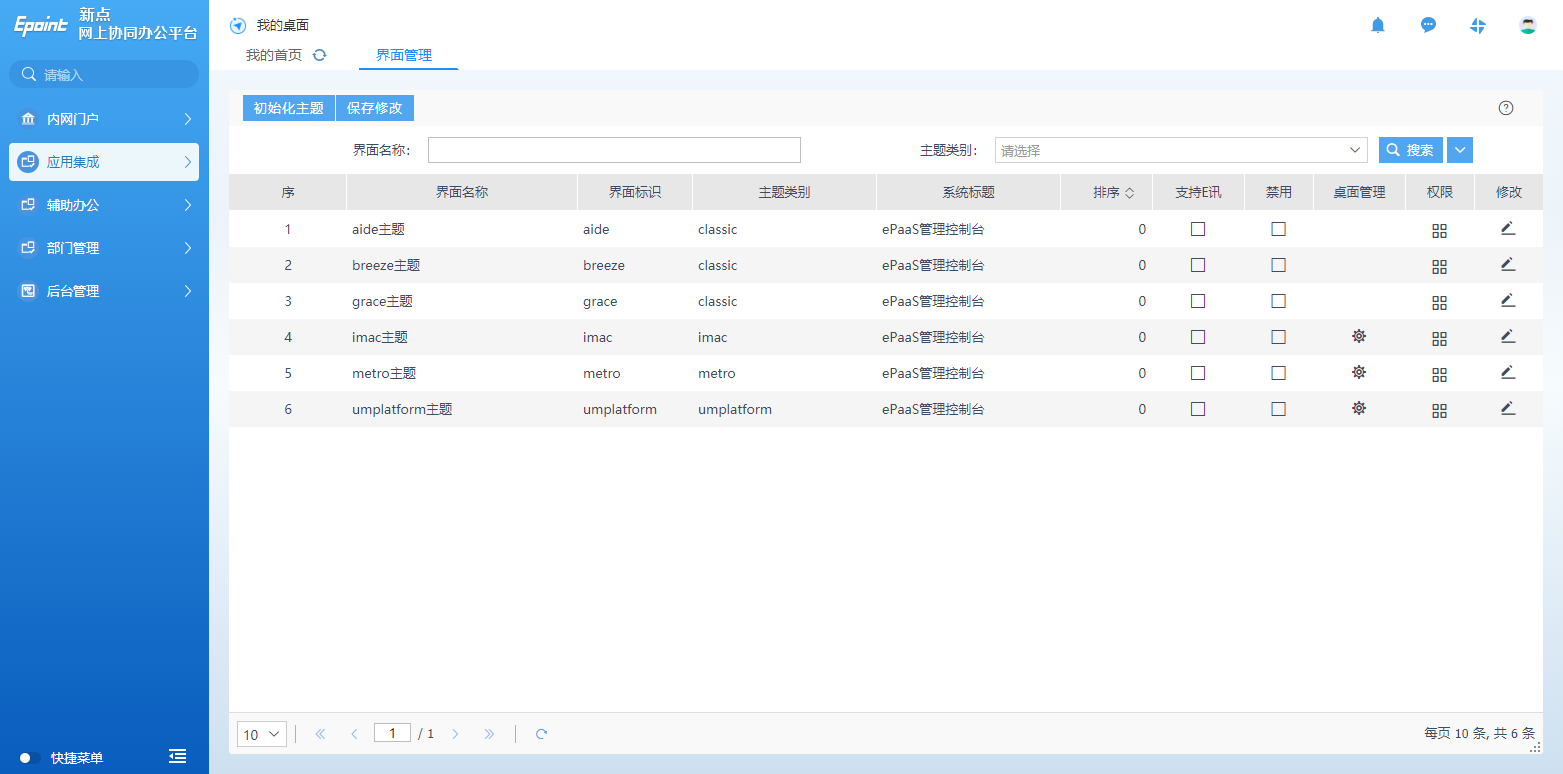 Epoint 新点
网上协同办公平台
请输入
内网门户
应用集成
辅助办公
部门管理
后台管理
快捷菜单
我的桌面
我的首页 界面管理
初始化主题 保存修改
界面名称: 主题类别: 请选择 搜索
序 界面名称 界面标识 主题类别 系统标题 排序 支持E讯 禁用 桌面管理 权限 修改
1 aide主题 aide classic ePaaS管理控制台 0
2 breeze主题 breeze classic ePaaS管理控制台 0
3 grace主题 grace classic ePaaS管理控制台 0
4 imac主题 imac imac ePaaS管理控制台 0
5 metro主题 metro metro ePaaS管理控制台 0
6 umplatform主题 umplatform umplatform ePaaS管理控制台 0
10 1 / 1 每页 10 条, 共 6 条